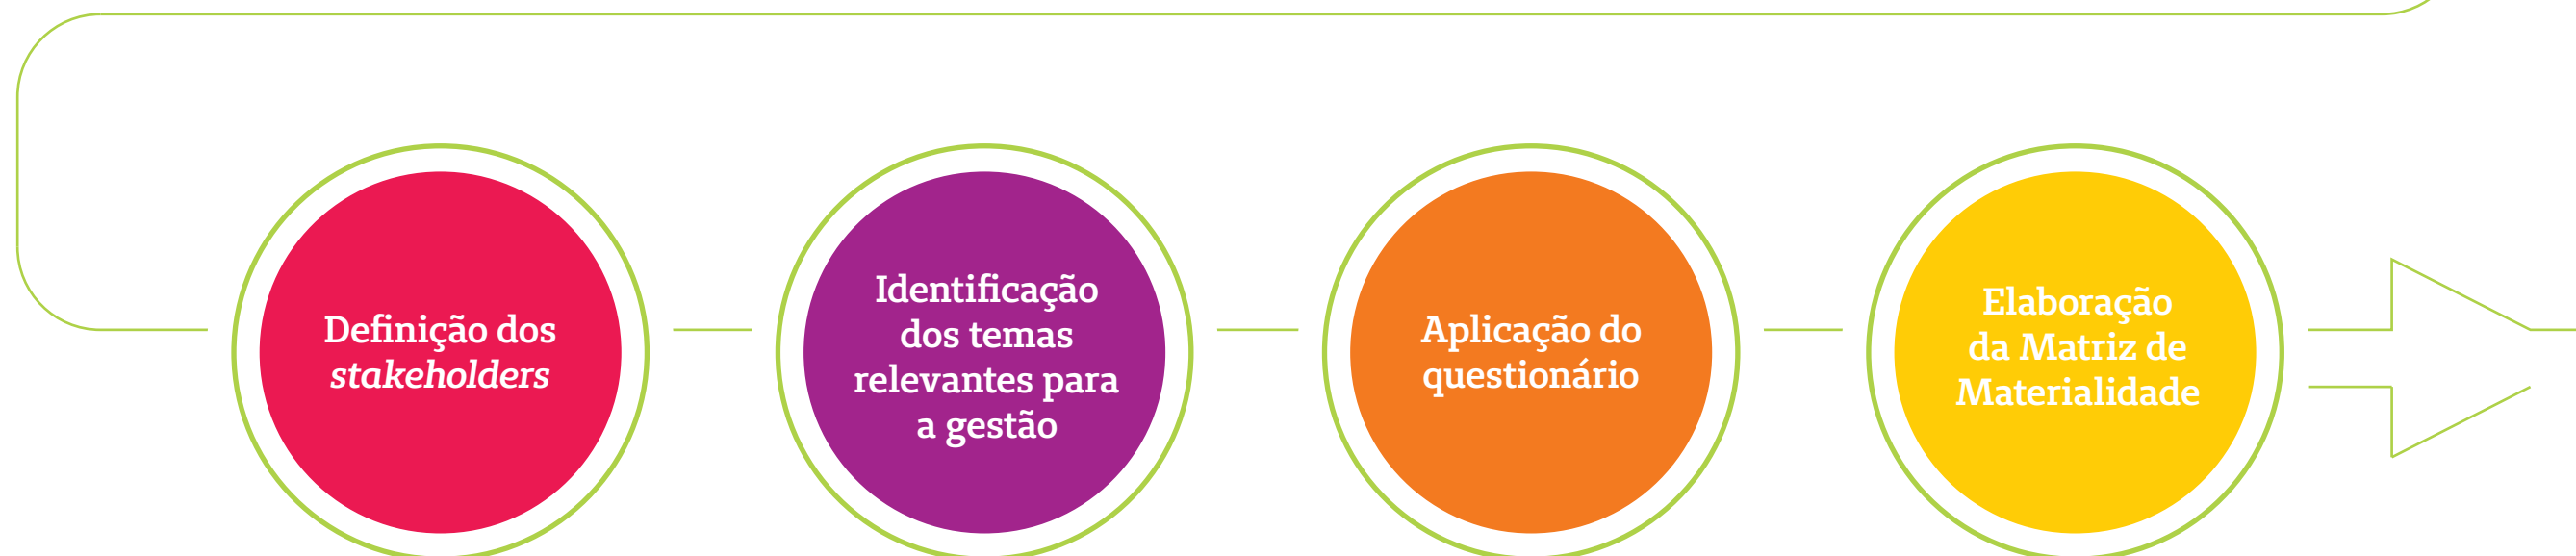 Definição dos
stakeholders
Identificação
dos temas
relevantes para
a gestão
Aplicação do
questionário
Elaboração
da Matriz de
Materialidade